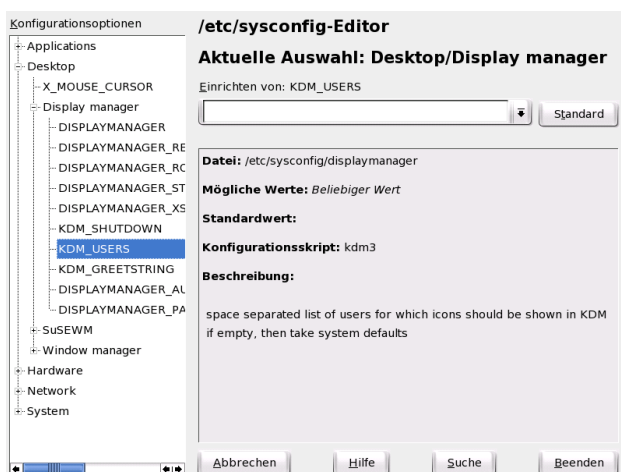 Konfigurationsoptionen
Applications
Desktop
X_MOUSE_CURSOR
Display manager
DISPLAYMANAGER
DISPLAYMANAGER_RE
DISPLAYMANAGER_RO
DISPLAYMANAGER_ST
DISPLAYMANAGER_XS
KDM_SHUTDOWN
KDM_USERS
KDM_GREETSTRING
DISPLAYMANAGER_AU
DISPLAYMANAGER_PA
SuSEWM
Window manager
Hardware
Network
System
/etc/sysconfig-Editor
Aktuelle Auswahl: Desktop/Display manager
Einrichten von: KDM_USERS
Standard
Datei: /etc/sysconfig/displaymanager
Mögliche Werte: Beliebiger Wert
Standardwert:
Konfigurationsskript: kdm3
Beschreibung:
space separated list of users for which icons should be shown in KDM
if empty, then take system defaults
Abbrechen
Hilfe
Suche
Beenden